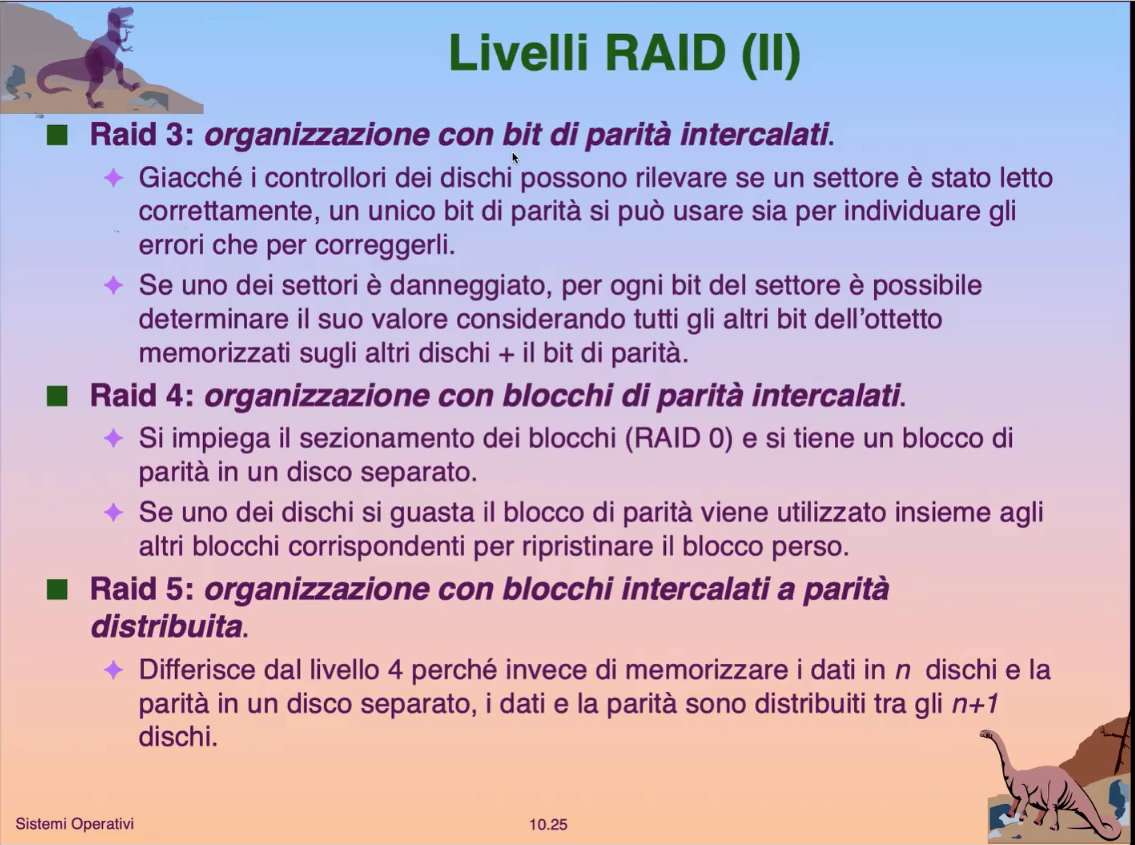 Livelli RAID (II)
Raid 3: organizzazione con bit di parità intercalati.
Giacché i controllori dei dischi possono rilevare se un settore è stato letto
correttamente, un unico bit di parità si può usare sia per individuare gli
errori che per correggerli.
Se uno dei settori è danneggiato, per ogni bit del settore è possibile
determinare il suo valore considerando tutti gli altri bit dell'ottetto
memorizzati sugli altri dischi + il bit di parità.
Raid 4: organizzazione con blocchi di parità intercalati.
Si impiega il sezionamento dei blocchi (RAID 0) e si tiene un blocco di
parità in un disco separato.
Se uno dei dischi si guasta il blocco di parità viene utilizzato insieme agli
altri blocchi corrispondenti per ripristinare il blocco perso.
Raid 5: organizzazione con blocchi intercalati a parità
distribuita.
Differisce dal livello 4 perché invece di memorizzare i dati in n dischi e la
parità in un disco separato, i dati e la parità sono distribuiti tra gli n+1
dischi.
Sistemi Operativi
10.25